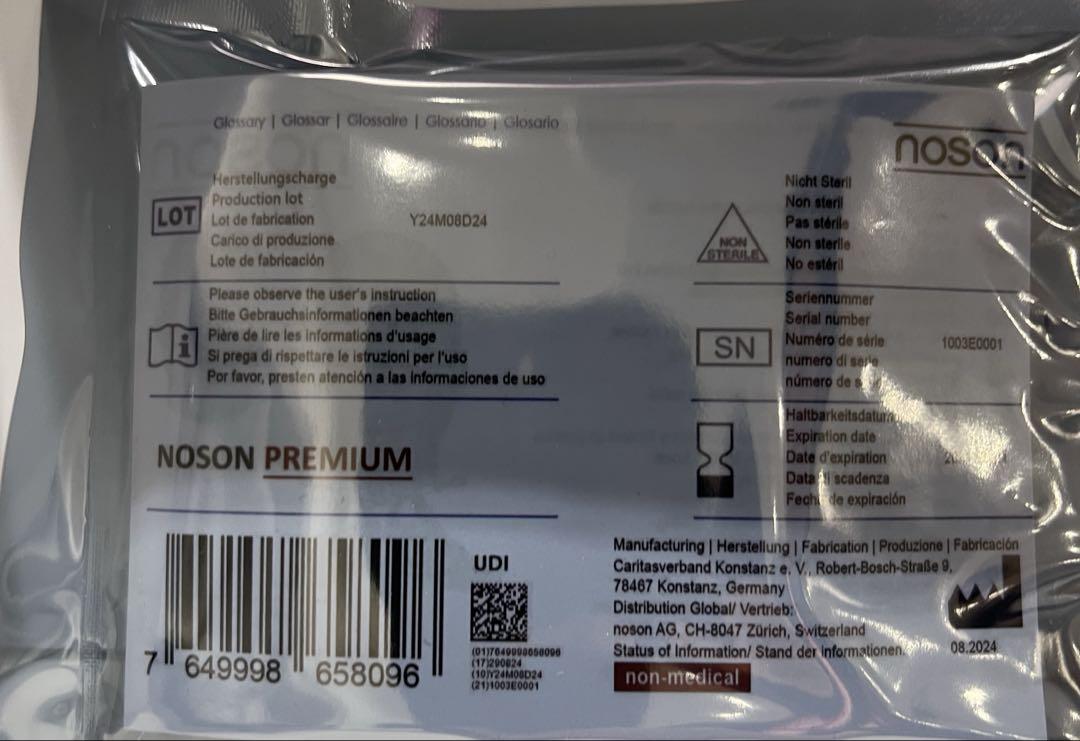 Glossary | Glossar | Glossaire | Glossario | Glosario
noson
Herstellungscharge
Production lot
LOT
Lot de fabrication
Y24M08D24
Carico di produzione
Lote de fabricación
Nicht Steril
Non steril
Pas stérile
Non sterile
No estéril
NON
STERILE
Please observe the user's instruction
Bitte Gebrauchsinformationen beachten
Pière de lire les informations d'usage
Si prega di rispettare le istruzioni per l'uso
Por favor, presten atención a las informaciones de uso
Seriennummer
Serial number
SN
Numéro de série
1003E0001
numero di serie
número de
NOSON PREMIUM
Haltbarkeitsdatum
Expiration date
Date d'expiration
Data di scadenza
Fecha de expiración
7 649998 658096
UDI
(01)7649998658096
(17)290824
(10)Y24M08D24
(21)1003E0001
Manufacturing | Herstellung | Fabrication | Produzione | Fabricación
Caritasverband Konstanz e. V., Robert-Bosch-Straße 9,
78467 Konstanz, Germany
Distribution Global/ Vertrieb:
noson AG, CH-8047 Zürich, Switzerland
Status of Information/ Stand der Informationen
08.2024
non-medical